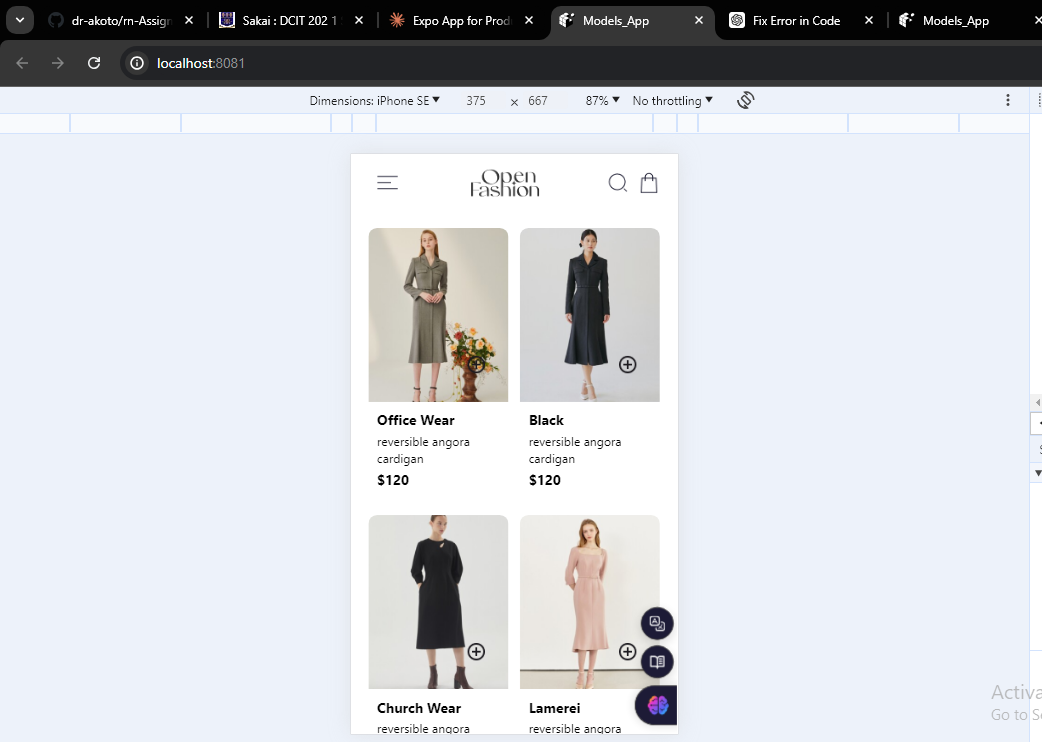 dr-akoto/rn-Assign
Sakai : DCIT 202 1
Expo App for Prod
Models_App
Fix Error in Code
Models_App
localhost:8081
Dimensions: iPhone SE 375 × 667 87% No throttling
Open
Fashion
Office Wear
reversible angora
cardigan
$120
Black
reversible angora
cardigan
$120
Church Wear
reversible angora
Lamerei
reversible angora
Activa
Go to Se